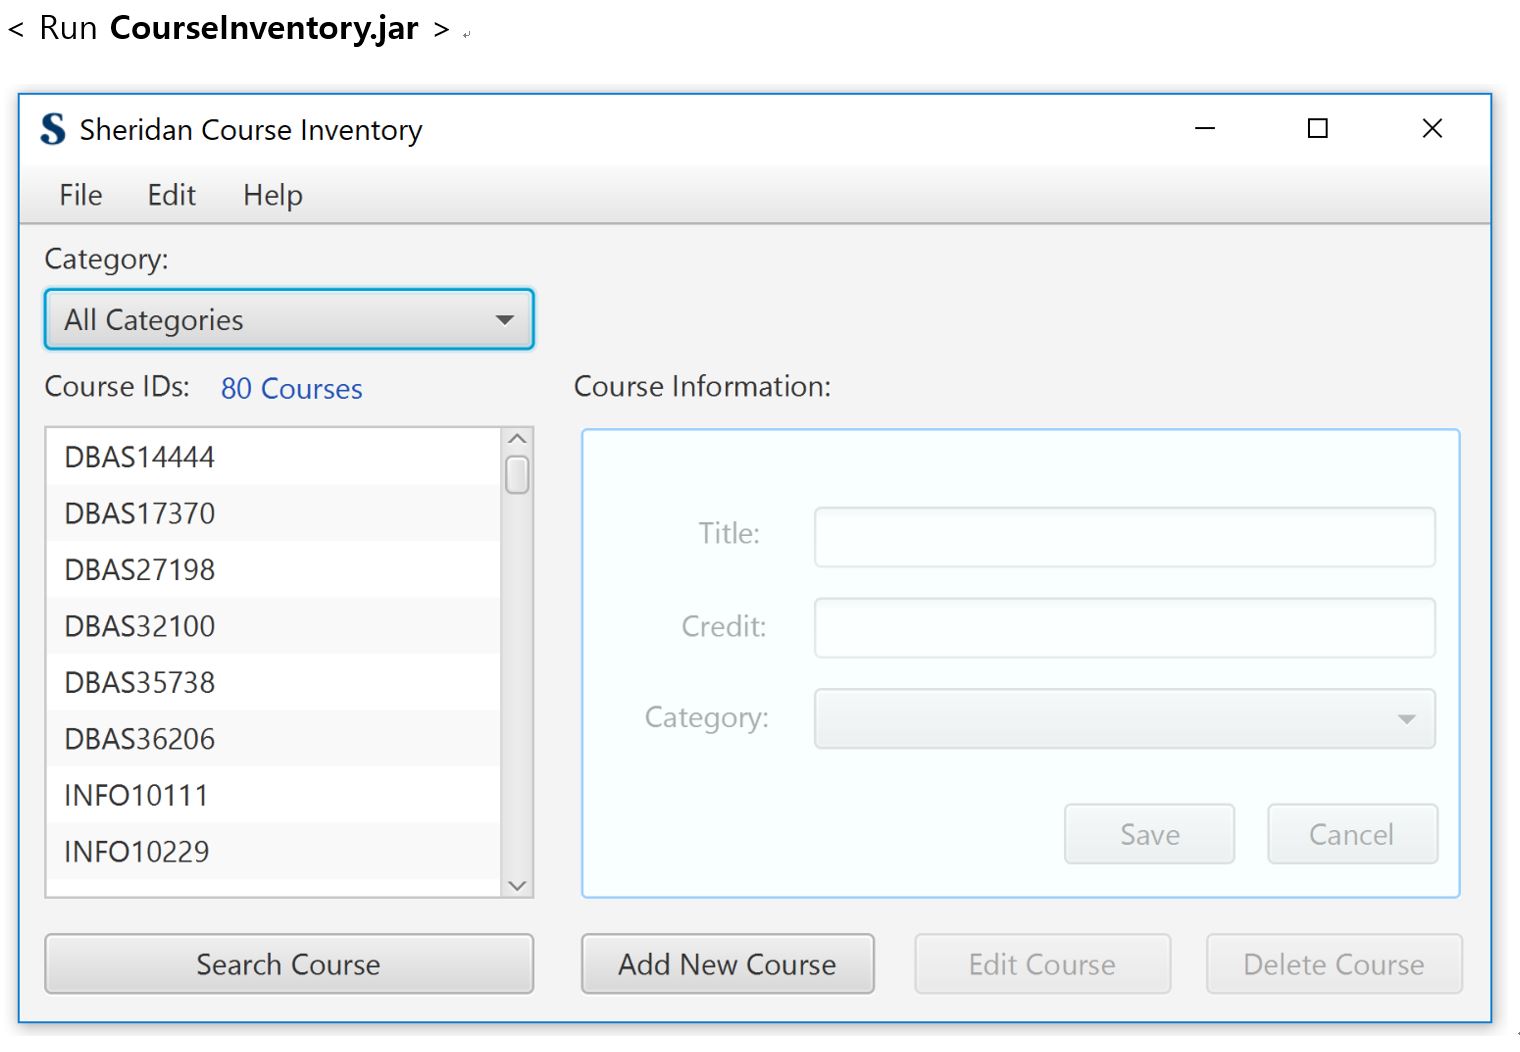 < Run CourseInventory.jar > ↵
S Sheridan Course Inventory
File Edit Help
Category:
All Categories
Course IDs: 80 Courses
Course Information:
DBAS14444
DBAS17370
DBAS27198
DBAS32100
DBAS35738
DBAS36206
INFO10111
INFO10229
Title:
Credit:
Category:
Save Cancel
Search Course Add New Course Edit Course Delete Course